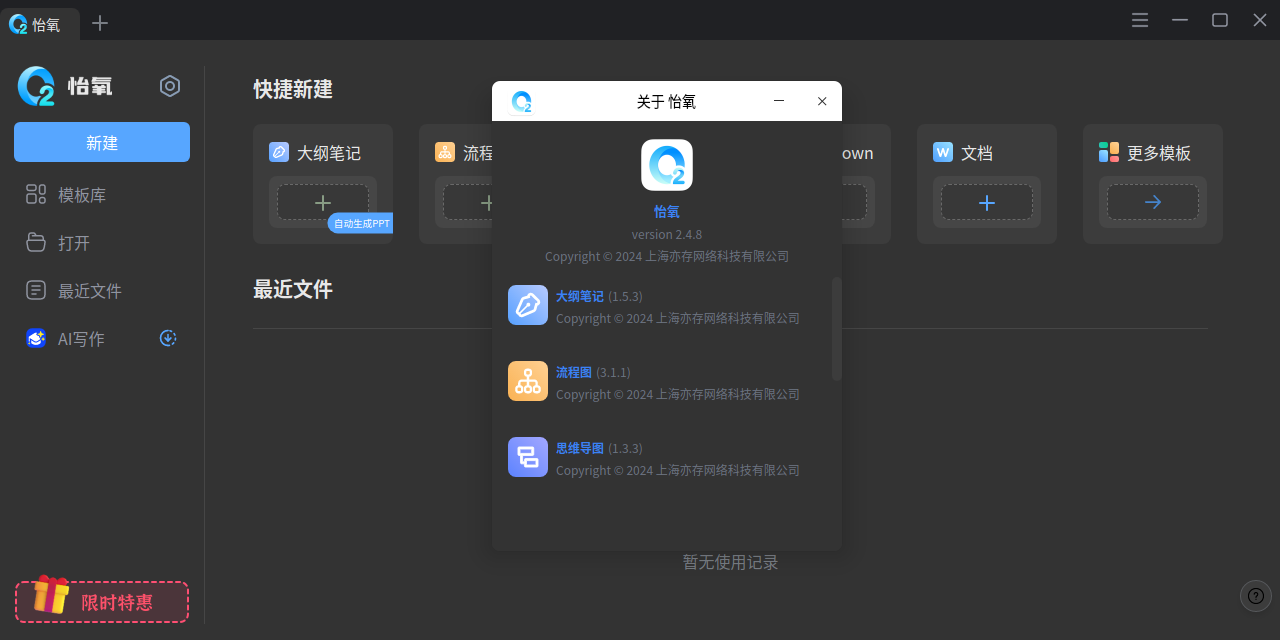 怡氧
怡氧
新建
模板库
打开
最近文件
AI写作
限时特惠
快捷新建
大纲笔记
自动生成PPT
流程
own
文档
更多模板
最近文件
暂无使用记录
关于 怡氧
怡氧
version 2.4.8
Copyright © 2024 上海亦存网络科技有限公司
大纲笔记 (1.5.3)
Copyright © 2024 上海亦存网络科技有限公司
流程图 (3.1.1)
Copyright © 2024 上海亦存网络科技有限公司
思维导图 (1.3.3)
Copyright © 2024 上海亦存网络科技有限公司